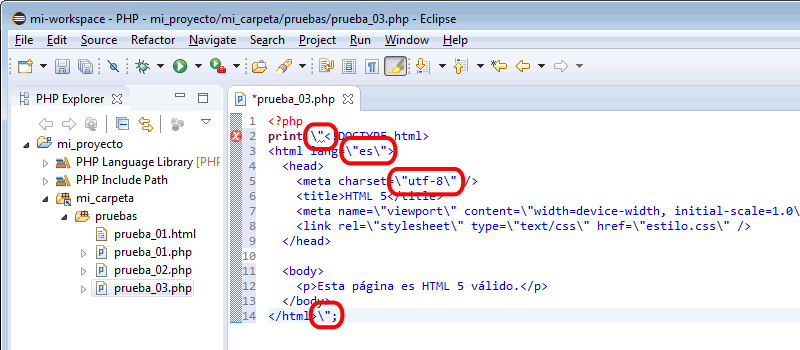 mi-workspace - PHP - mi_proyecto/mi_carpeta/pruebas/prueba_03.php - Eclipse
File Edit Source Refactor Navigate Search Project Run Window Help
PHP Explorer
*prueba_03.php
mi_proyecto
PHP Language Library [PHP
PHP Include Path
mi_carpeta
pruebas
prueba_01.html
prueba_01.php
prueba_02.php
prueba_03.php
1 <?php
2 print \"<!DOCTYPE html>
3 <html lang=\"es\">
4 <head>
5 <meta charset=\"utf-8\" />
6 <title>HTML 5</title>
7 <meta name=\"viewport\" content=\"width=device-width, initial-scale=1.0\
8 <link rel=\"stylesheet\" type=\"text/css\" href=\"estilo.css\" />
9 </head>
10
11 <body>
12 <p>Esta página es HTML 5 válido.</p>
13 </body>
14 </html>\";